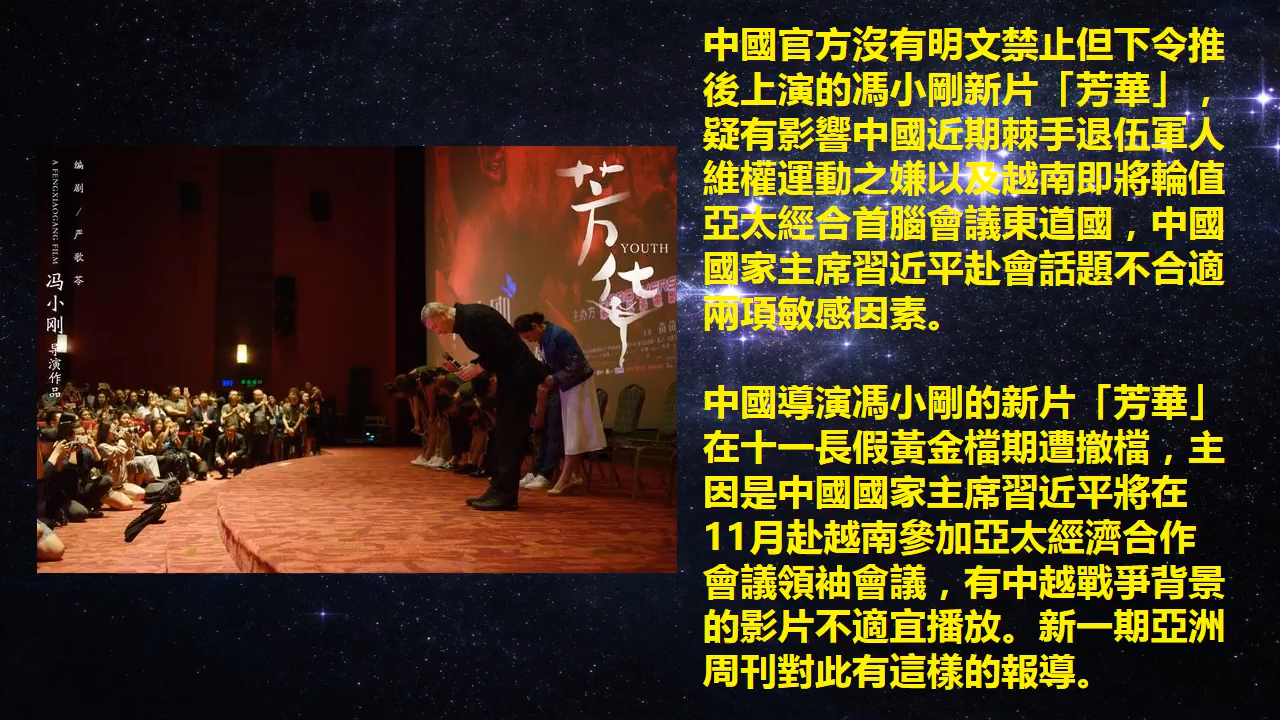 编剧/严歌苓
A FENGXIAOGANG FILM
冯小刚 导演作品
芳华
YOUTH
主办方
中國官方沒有明文禁止但下令推
後上演的馮小剛新片「芳華」，
疑有影響中國近期棘手退伍軍人
維權運動之嫌以及越南即將輪值
亞太經合首腦會議東道國，中國
國家主席習近平赴會話題不合適
兩項敏感因素。
中國導演馮小剛的新片「芳華」
在十一長假黃金檔期遭撤檔，主
因是中國國家主席習近平將在
11月赴越南參加亞太經濟合作
會議領袖會議，有中越戰爭背景
的影片不適宜播放。新一期亞洲
周刊對此有這樣的報導。